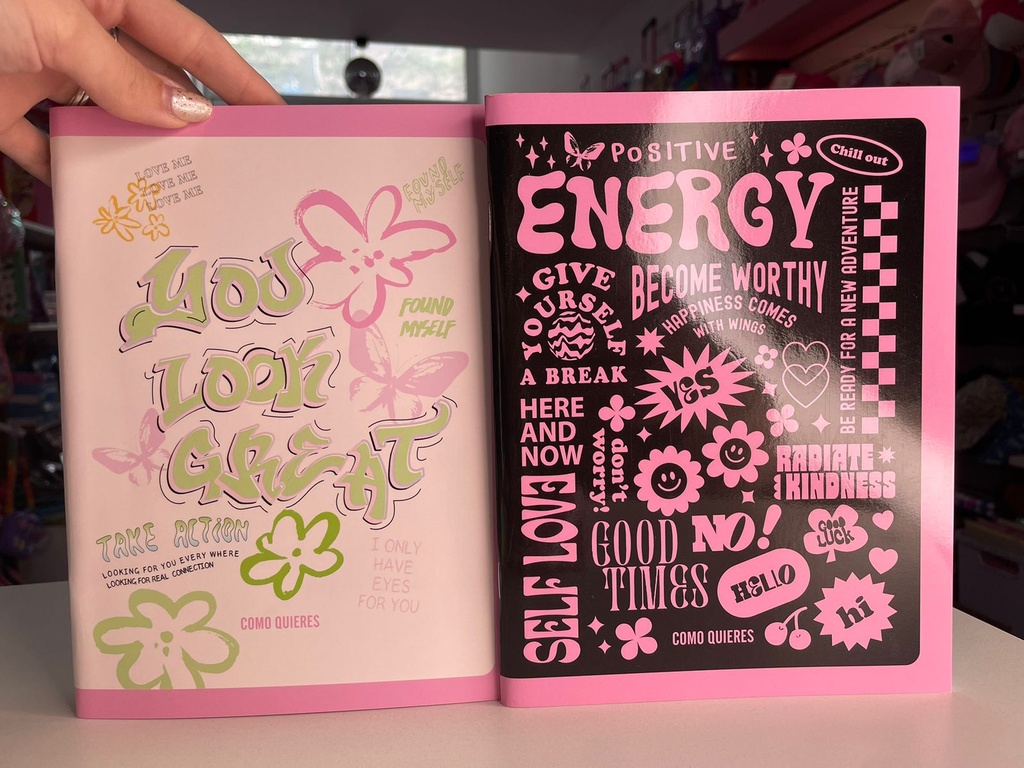 LOVE ME
LOVE ME
LOVE ME
FOUND
MYSELF
YOU
LOOK
GREAT
FOUND
MYSELF
TAKE ACTION
LOOKING FOR YOU EVERY WHERE
LOOKING FOR REAL CONNECTION
I ONLY
HAVE
EYES
FOR YOU
COMO QUIERES
POSITIVE
Chill out
ENERGY
GIVE
YOURSELF
A BREAK
BECOME WORTHY
HAPPINESS COMES
WITH WINGS
BE READY FOR A NEW ADVENTURE
YES
HERE
AND
NOW
don't
worry!
RADIATE
KINDNESS
SELF LOVE
GOOD
TIMES
NO!
GOOD
LUCK
HELLO
hi
COMO QUIERES